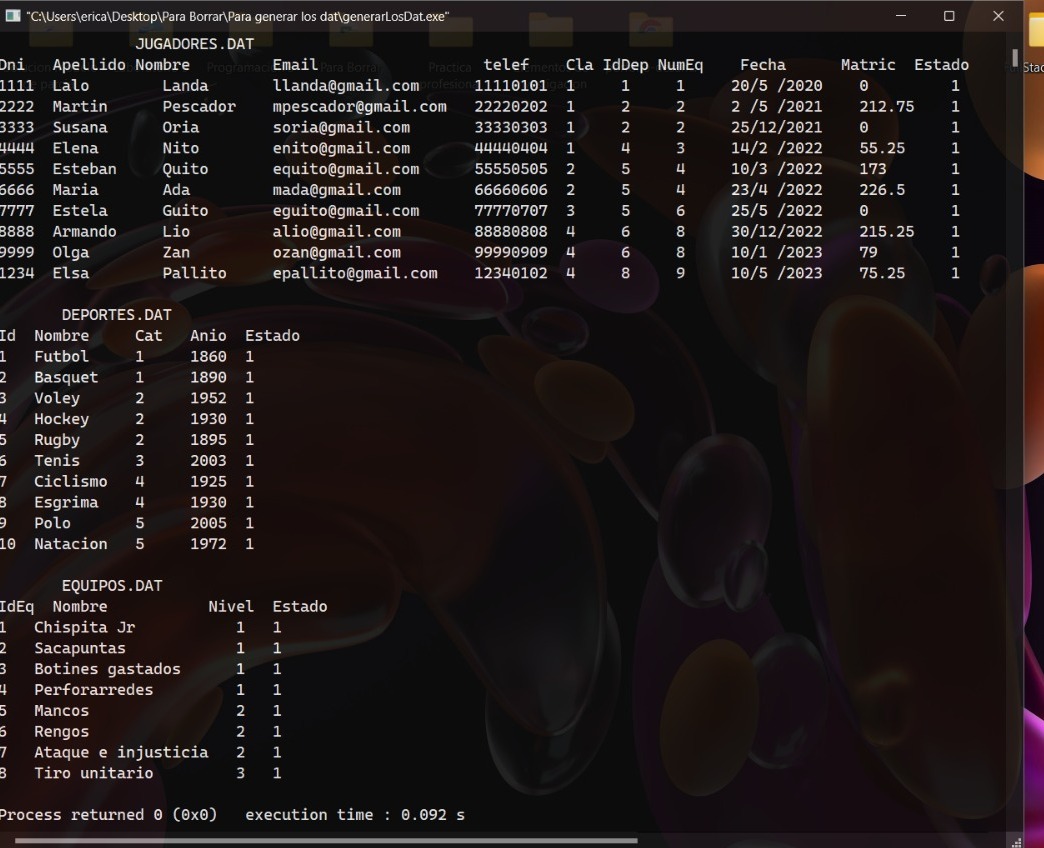 "C:\Users\erica\Desktop\Para Borrar\Para generar los dat\generarLosDat.exe"
JUGADORES.DAT
Dni Apellido Nombre Email telef Cla IdDep NumEq Fecha Matric Estado
1111 Lalo Landa llanda@gmail.com 11110101 1 1 1 20/5 /2020 0 1
2222 Martin Pescador mpescador@gmail.com 22220202 1 2 2 2 /5 /2021 212.75 1
3333 Susana Oria soria@gmail.com 33330303 1 2 2 25/12/2021 0 1
4444 Elena Nito enito@gmail.com 44440404 1 4 3 14/2 /2022 55.25 1
5555 Esteban Quito equito@gmail.com 55550505 2 5 4 10/3 /2022 173 1
6666 Maria Ada mada@gmail.com 66660606 2 5 4 23/4 /2022 226.5 1
7777 Estela Guito eguito@gmail.com 77770707 3 5 6 25/5 /2022 0 1
8888 Armando Lio alio@gmail.com 88880808 4 6 8 30/12/2022 215.25 1
9999 Olga Zan ozan@gmail.com 99990909 4 6 8 10/1 /2023 79 1
1234 Elsa Pallito epallito@gmail.com 12340102 4 8 9 10/5 /2023 75.25 1
DEPORTES.DAT
Id Nombre Cat Anio Estado
1 Futbol 1 1860 1
2 Basquet 1 1890 1
3 Voley 2 1952 1
4 Hockey 2 1930 1
5 Rugby 2 1895 1
6 Tenis 3 2003 1
7 Ciclismo 4 1925 1
8 Esgrima 4 1930 1
9 Polo 5 2005 1
10 Natacion 5 1972 1
EQUIPOS.DAT
IdEq Nombre Nivel Estado
1 Chispita Jr 1 1
2 Sacapuntas 1 1
3 Botines gastados 1 1
4 Perforarredes 1 1
5 Mancos 2 1
6 Rengos 2 1
7 Ataque e injusticia 2 1
8 Tiro unitario 3 1
Process returned 0 (0x0) execution time : 0.092 s